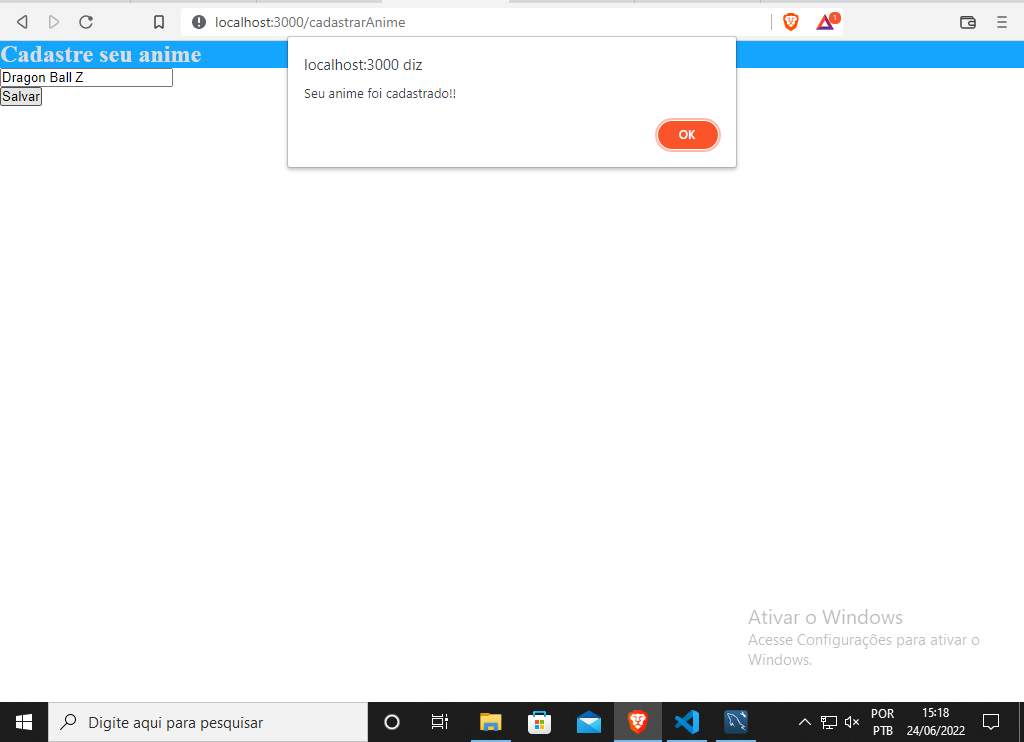 localhost:3000/cadastrarAnime
1
Cadastre seu anime
Dragon Ball Z
Salvar
localhost:3000 diz
Seu anime foi cadastrado!!
OK
Ativar o Windows
Acesse Configurações para ativar o
Windows.
Digite aqui para pesquisar
POR
PTB
15:18
24/06/2022